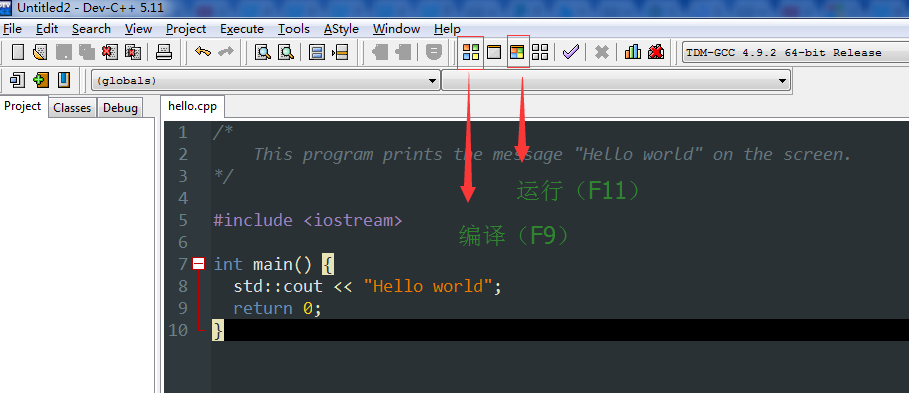 Untitled2 - Dev-C++ 5.11
File Edit Search View Project Execute Tools AStyle Window Help
TDM-GCC 4.9.2 64-bit Release
(globals)
Project Classes Debug
hello.cpp
1 /*
2 This program prints the message "Hello world" on the screen.
3 */
运行（F11）
4
5 #include <iostream>
编译（F9）
6
7 int main() {
8 std::cout << "Hello world";
9 return 0;
10 }